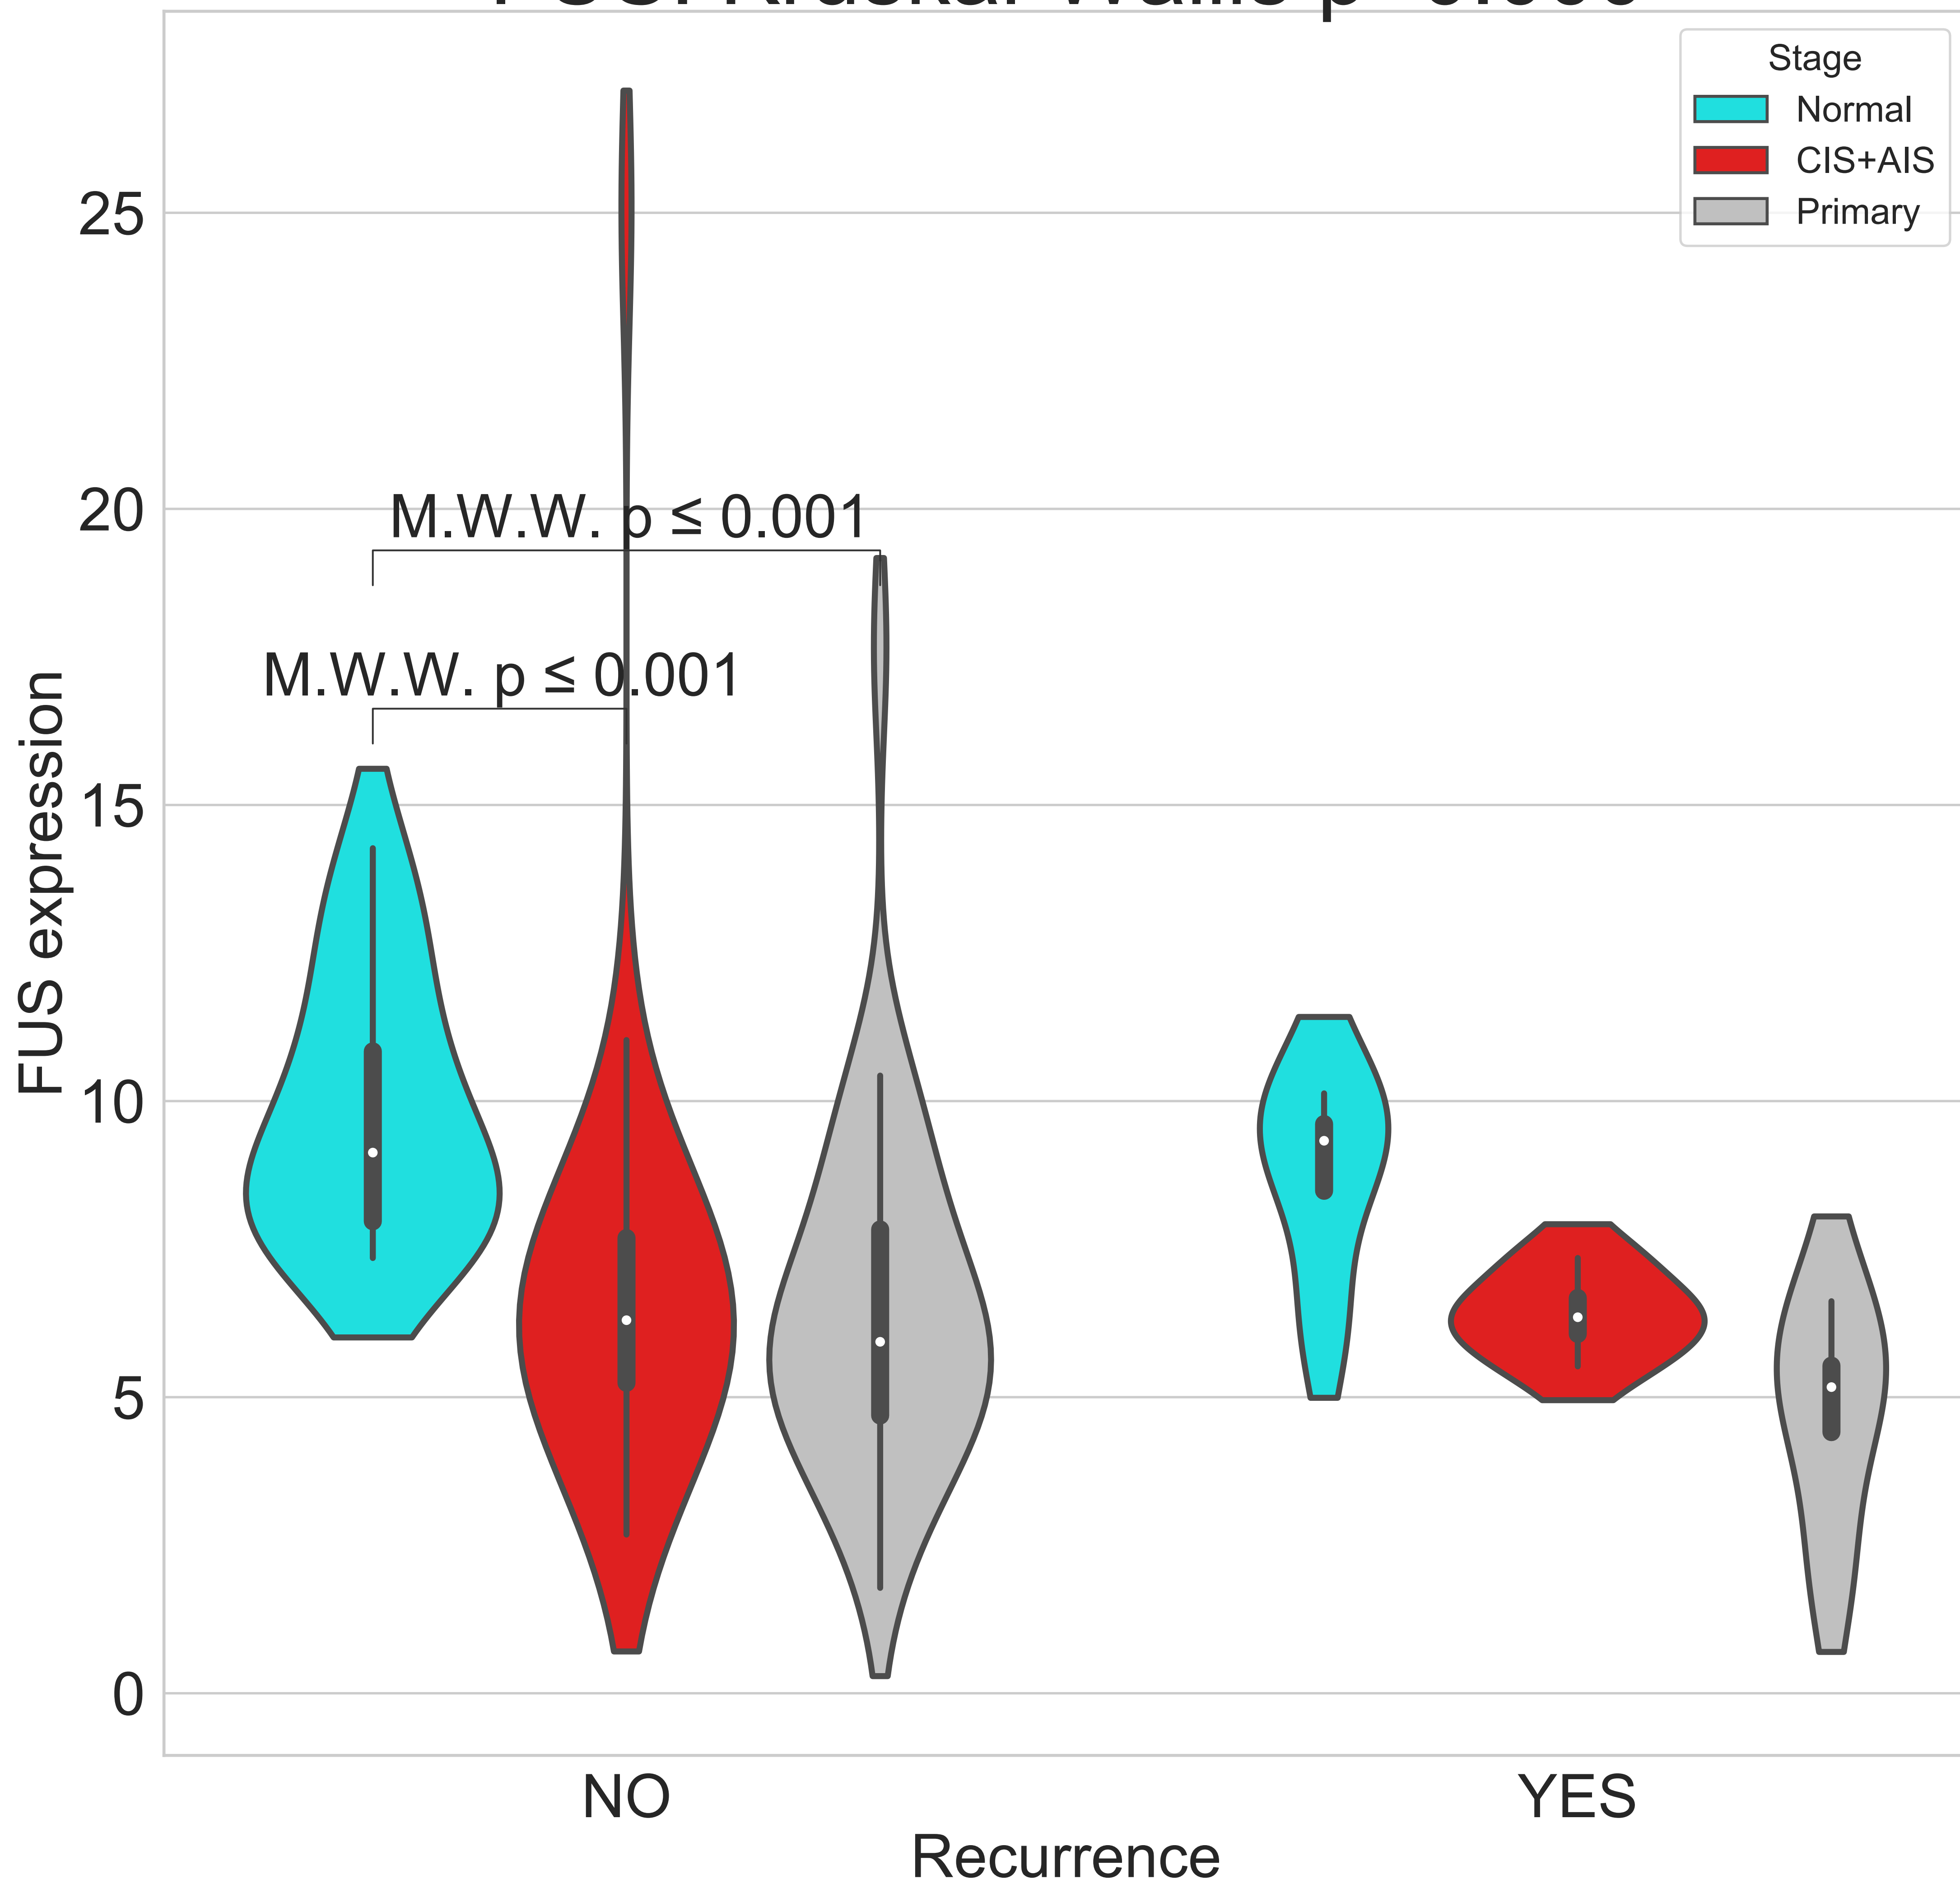 Stage
Normal
CIS+AIS
Primary
25
20
15
10
5
0
M.W.W. p ≤ 0.001
M.W.W. p ≤ 0.001
FUS expression
NO
YES
Recurrence